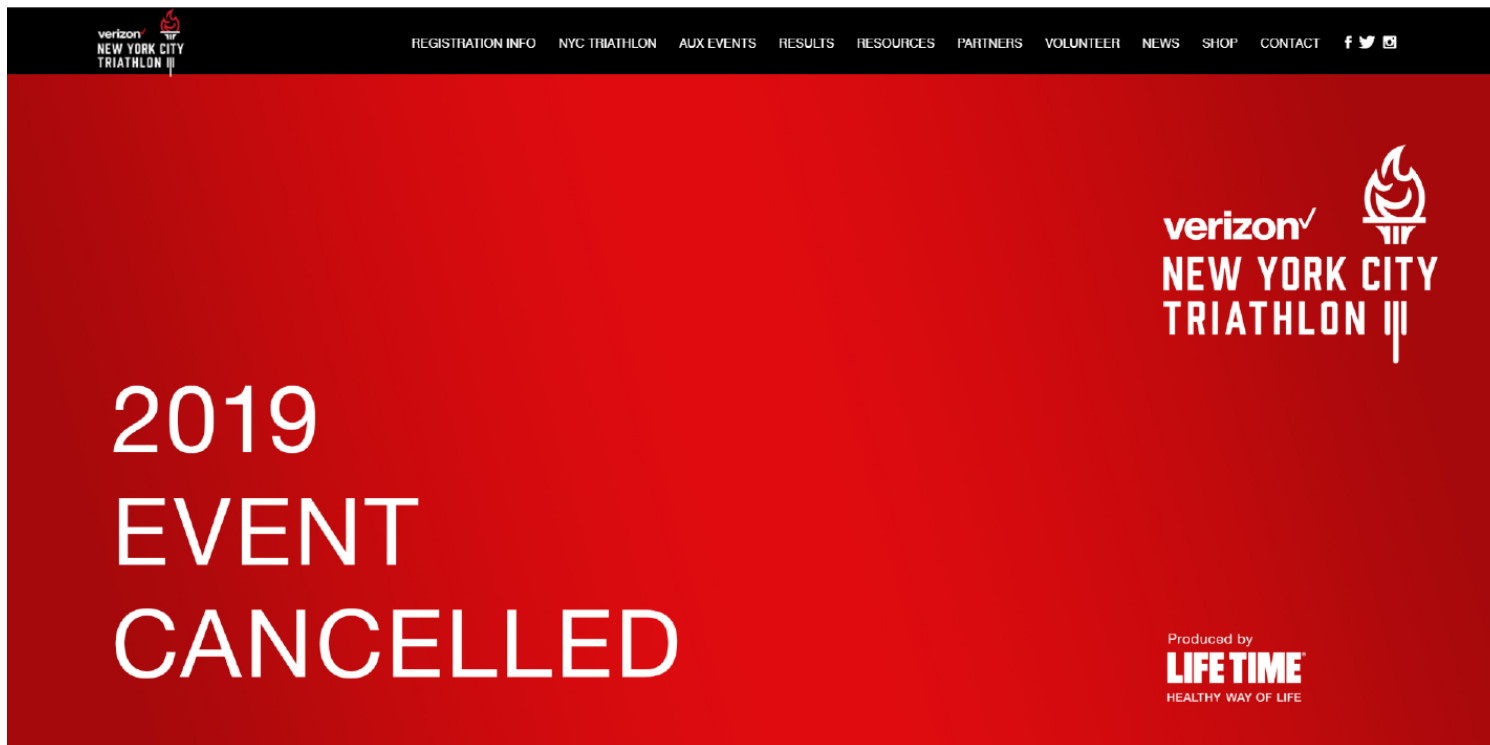 verizon
NEW YORK CITY
TRIATHLON
REGISTRATION INFO NYC TRIATHLON AUX EVENTS RESULTS RESOURCES PARTNERS VOLUNTEER NEWS SHOP CONTACT
verizon
NEW YORK CITY
TRIATHLON
2019
EVENT
CANCELLED
Produced by
LIFE TIME®
HEALTHY WAY OF LIFE